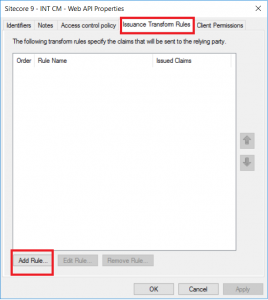 Sitecore 9 - INT CM - Web API Properties
Identifiers Notes Access control policy Issuance Transform Rules Client Permissions
The following transform rules specify the claims that will be sent to the relying party.
Order Rule Name Issued Claims
Add Rule... Edit Rule... Remove Rule...
OK Cancel Apply